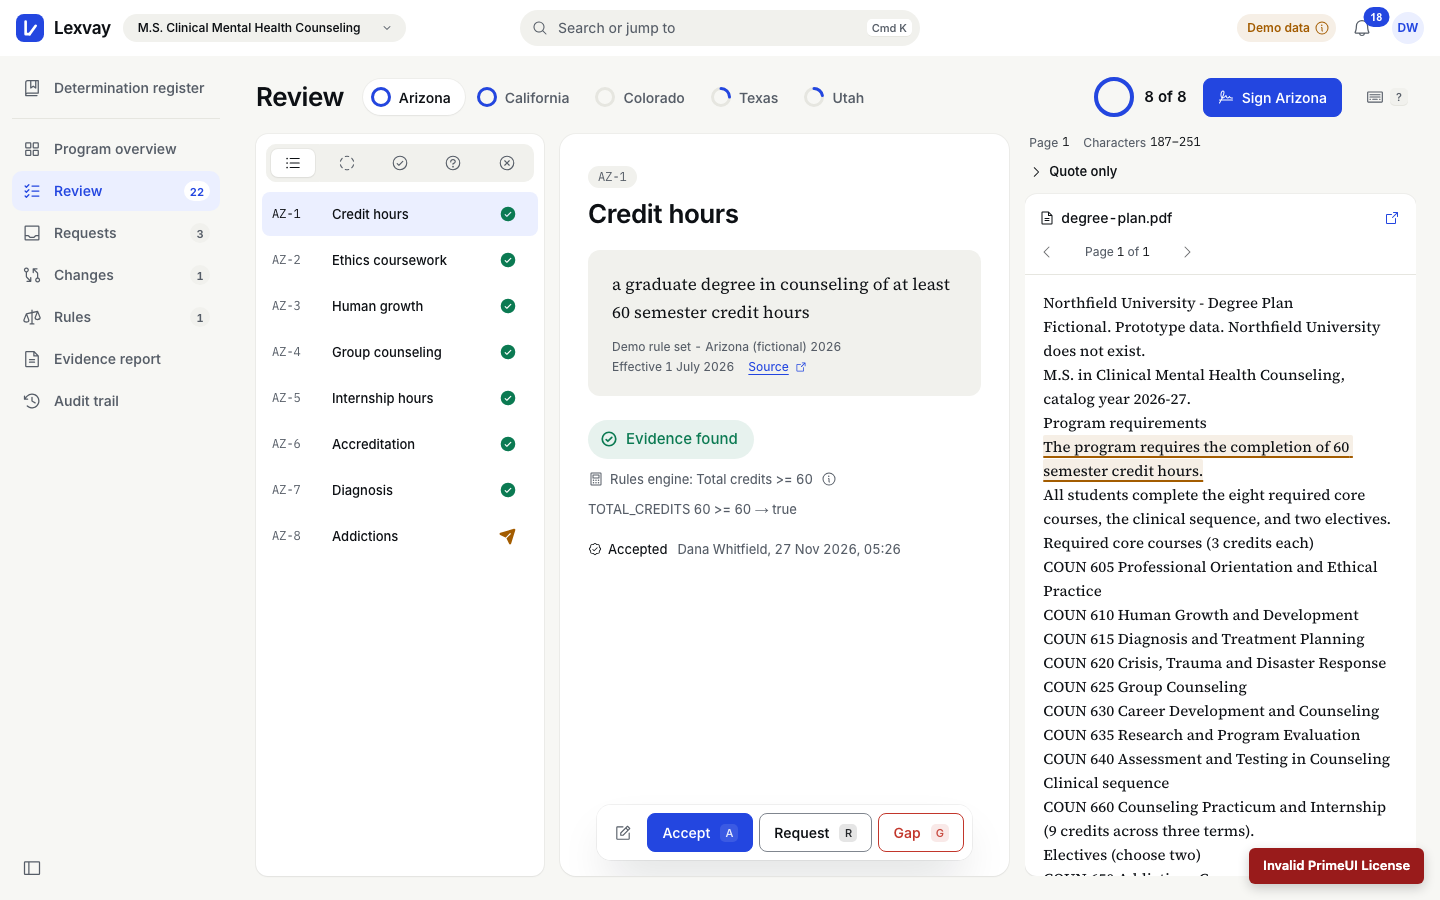 Lexvay
M.S. Clinical Mental Health Counseling
Search or jump to
Cmd K
Demo data
18
DW
Determination register
Program overview
Review
22
Requests
3
Changes
1
Rules
1
Evidence report
Audit trail
Review
Arizona
California
Colorado
Texas
Utah
8 of 8
Sign Arizona
?
AZ-1 Credit hours
AZ-2 Ethics coursework
AZ-3 Human growth
AZ-4 Group counseling
AZ-5 Internship hours
AZ-6 Accreditation
AZ-7 Diagnosis
AZ-8 Addictions
AZ-1
Credit hours
a graduate degree in counseling of at least
60 semester credit hours
Demo rule set - Arizona (fictional) 2026
Effective 1 July 2026 Source
Evidence found
Rules engine: Total credits >= 60
TOTAL_CREDITS 60 >= 60 → true
Accepted Dana Whitfield, 27 Nov 2026, 05:26
Accept A
Request R
Gap G
Page 1 Characters 187–251
Quote only
degree-plan.pdf
Page 1 of 1
Northfield University - Degree Plan
Fictional. Prototype data. Northfield University
does not exist.
M.S. in Clinical Mental Health Counseling,
catalog year 2026-27.
Program requirements
The program requires the completion of 60
semester credit hours.
All students complete the eight required core
courses, the clinical sequence, and two electives.
Required core courses (3 credits each)
COUN 605 Professional Orientation and Ethical
Practice
COUN 610 Human Growth and Development
COUN 615 Diagnosis and Treatment Planning
COUN 620 Crisis, Trauma and Disaster Response
COUN 625 Group Counseling
COUN 630 Career Development and Counseling
COUN 635 Research and Program Evaluation
COUN 640 Assessment and Testing in Counseling
Clinical sequence
COUN 660 Counseling Practicum and Internship
(9 credits across three terms).
Electives (choose two)
Invalid PrimeUI License